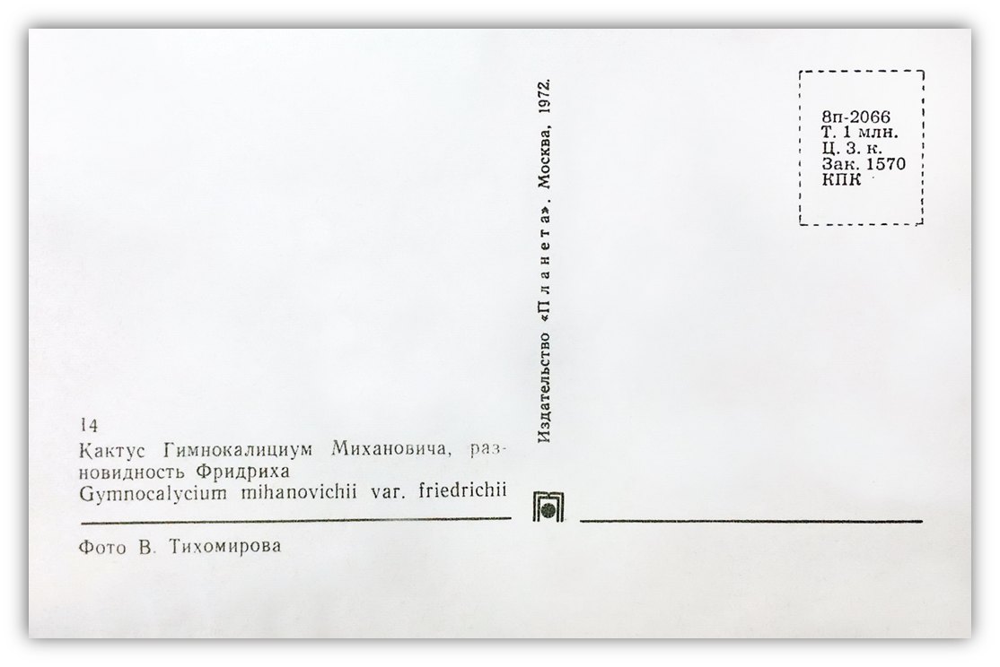 14
Кактус Гимнокалициум Михановича, раз-
новидность Фридриха
Gymnocalycium mihanovichii var. friedrichii
Фото В. Тихомирова
Издательство «Планета». Москва, 1972.
8п-2066
Т. 1 млн.
Ц. 3. к.
Зак. 1570
КПК